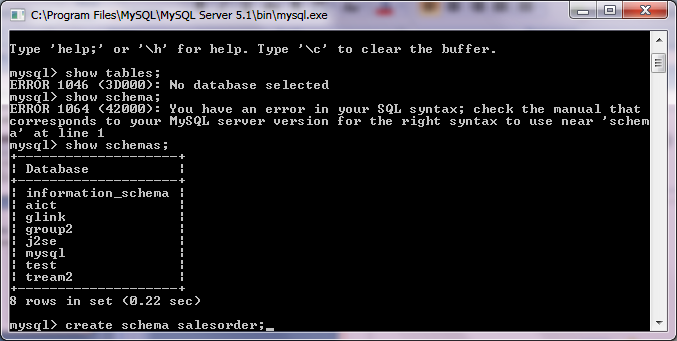 C:\Program Files\MySQL\MySQL Server 5.1\bin\mysql.exe
Type 'help;' or '\h' for help. Type '\c' to clear the buffer.
mysql> show tables;
ERROR 1046 (3D000): No database selected
mysql> show schema;
ERROR 1064 (42000): You have an error in your SQL syntax; check the manual that
corresponds to your MySQL server version for the right syntax to use near 'schem
a' at line 1
mysql> show schemas;
+--------------------+
| Database           |
+--------------------+
| information_schema |
| aict               |
| glink              |
| group2             |
| j2se               |
| mysql              |
| test               |
| tream2             |
+--------------------+
8 rows in set (0.22 sec)
mysql> create schema salesorder;_